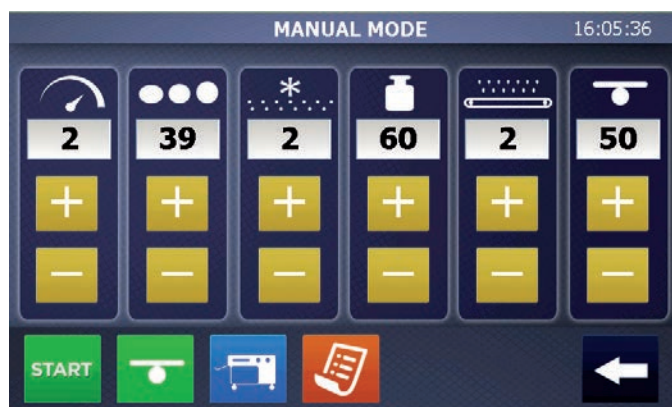 MANUAL MODE 16:05:36
2 39 2 60 2 50
+ + + + + +
− − − − − −
START